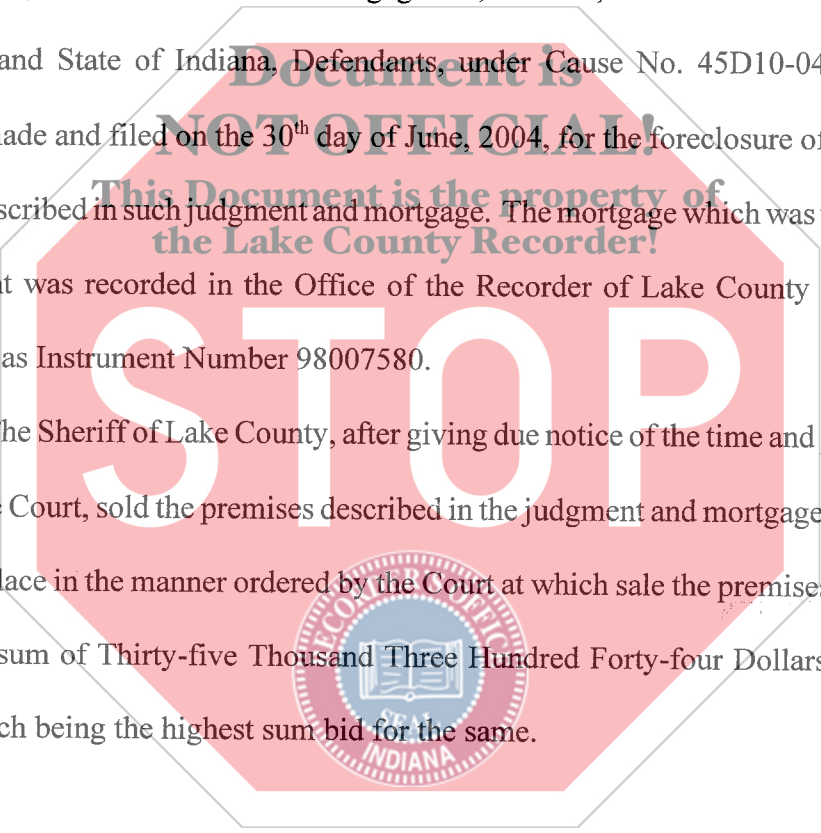 and State of Indiana, Defendants, under Cause No. 45D10-04
Document is
made and filed on the 30th day of June, 2004, for the foreclosure of
NOT OFFICIAL!
scribed in such judgment and mortgage. The mortgage which was
This Document is the property of
the Lake County Recorder!
nt was recorded in the Office of the Recorder of Lake County
as Instrument Number 98007580.
STOP
The Sheriff of Lake County, after giving due notice of the time and
Court, sold the premises described in the judgment and mortgage
lace in the manner ordered by the Court at which sale the premises
sum of Thirty-five Thousand Three Hundred Forty-four Dollars
ch being the highest sum bid for the same.
RECORDER'S OFFICE
SEAL
INDIANA